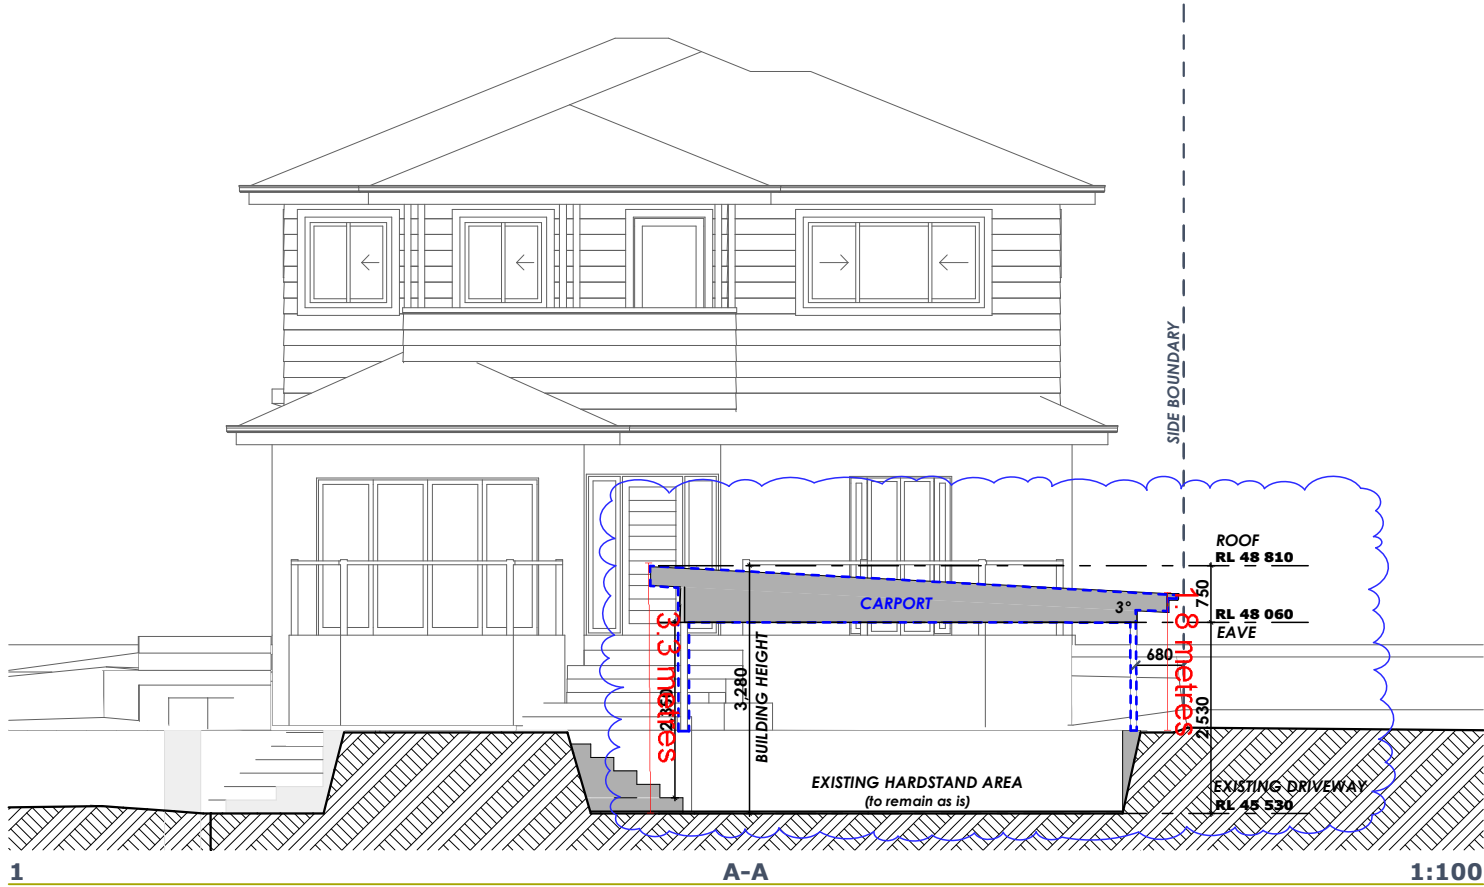 SIDE BOUNDARY
ROOF
RL 48 810
CARPORT
3°
750
RL 48 060
EAVE
1.8 metres
680
3.3 metres
3,280
BUILDING HEIGHT
2530
EXISTING HARDSTAND AREA
(to remain as is)
EXISTING DRIVEWAY
RL 45 530
1
A-A
1:100